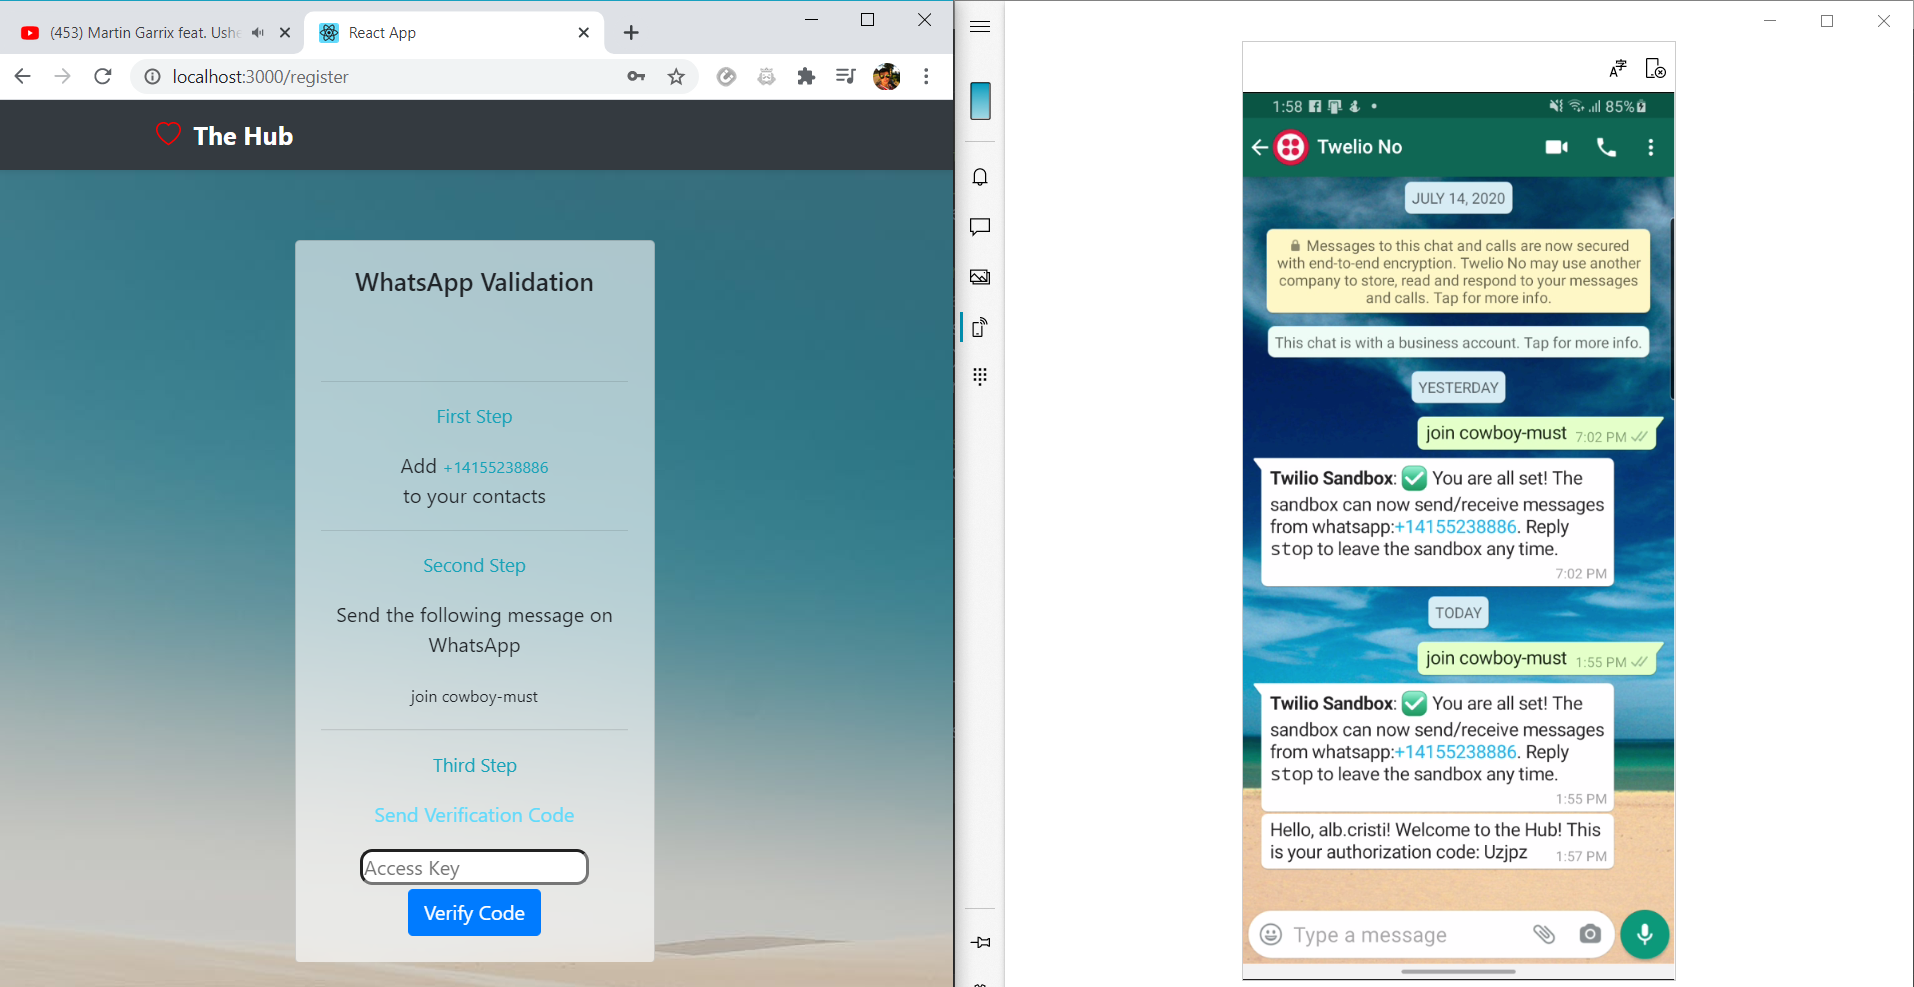 (453) Martin Garrix feat. Ushe
React App
localhost:3000/register
The Hub
WhatsApp Validation
First Step
Add +14155238886
to your contacts
Second Step
Send the following message on
WhatsApp
join cowboy-must
Third Step
Send Verification Code
Access Key
Verify Code
A字
1:58
85%
Twelio No
JULY 14, 2020
Messages to this chat and calls are now secured
with end-to-end encryption. Twelio No may use another
company to store, read and respond to your messages
and calls. Tap for more info.
This chat is with a business account. Tap for more info.
YESTERDAY
join cowboy-must 7:02 PM
Twilio Sandbox: ✅ You are all set! The
sandbox can now send/receive messages
from whatsapp:+14155238886. Reply
stop to leave the sandbox any time.
7:02 PM
TODAY
join cowboy-must 1:55 PM
Twilio Sandbox: ✅ You are all set! The
sandbox can now send/receive messages
from whatsapp:+14155238886. Reply
stop to leave the sandbox any time.
1:55 PM
Hello, alb.cristi! Welcome to the Hub! This
is your authorization code: Uzjpz 1:57 PM
Type a message